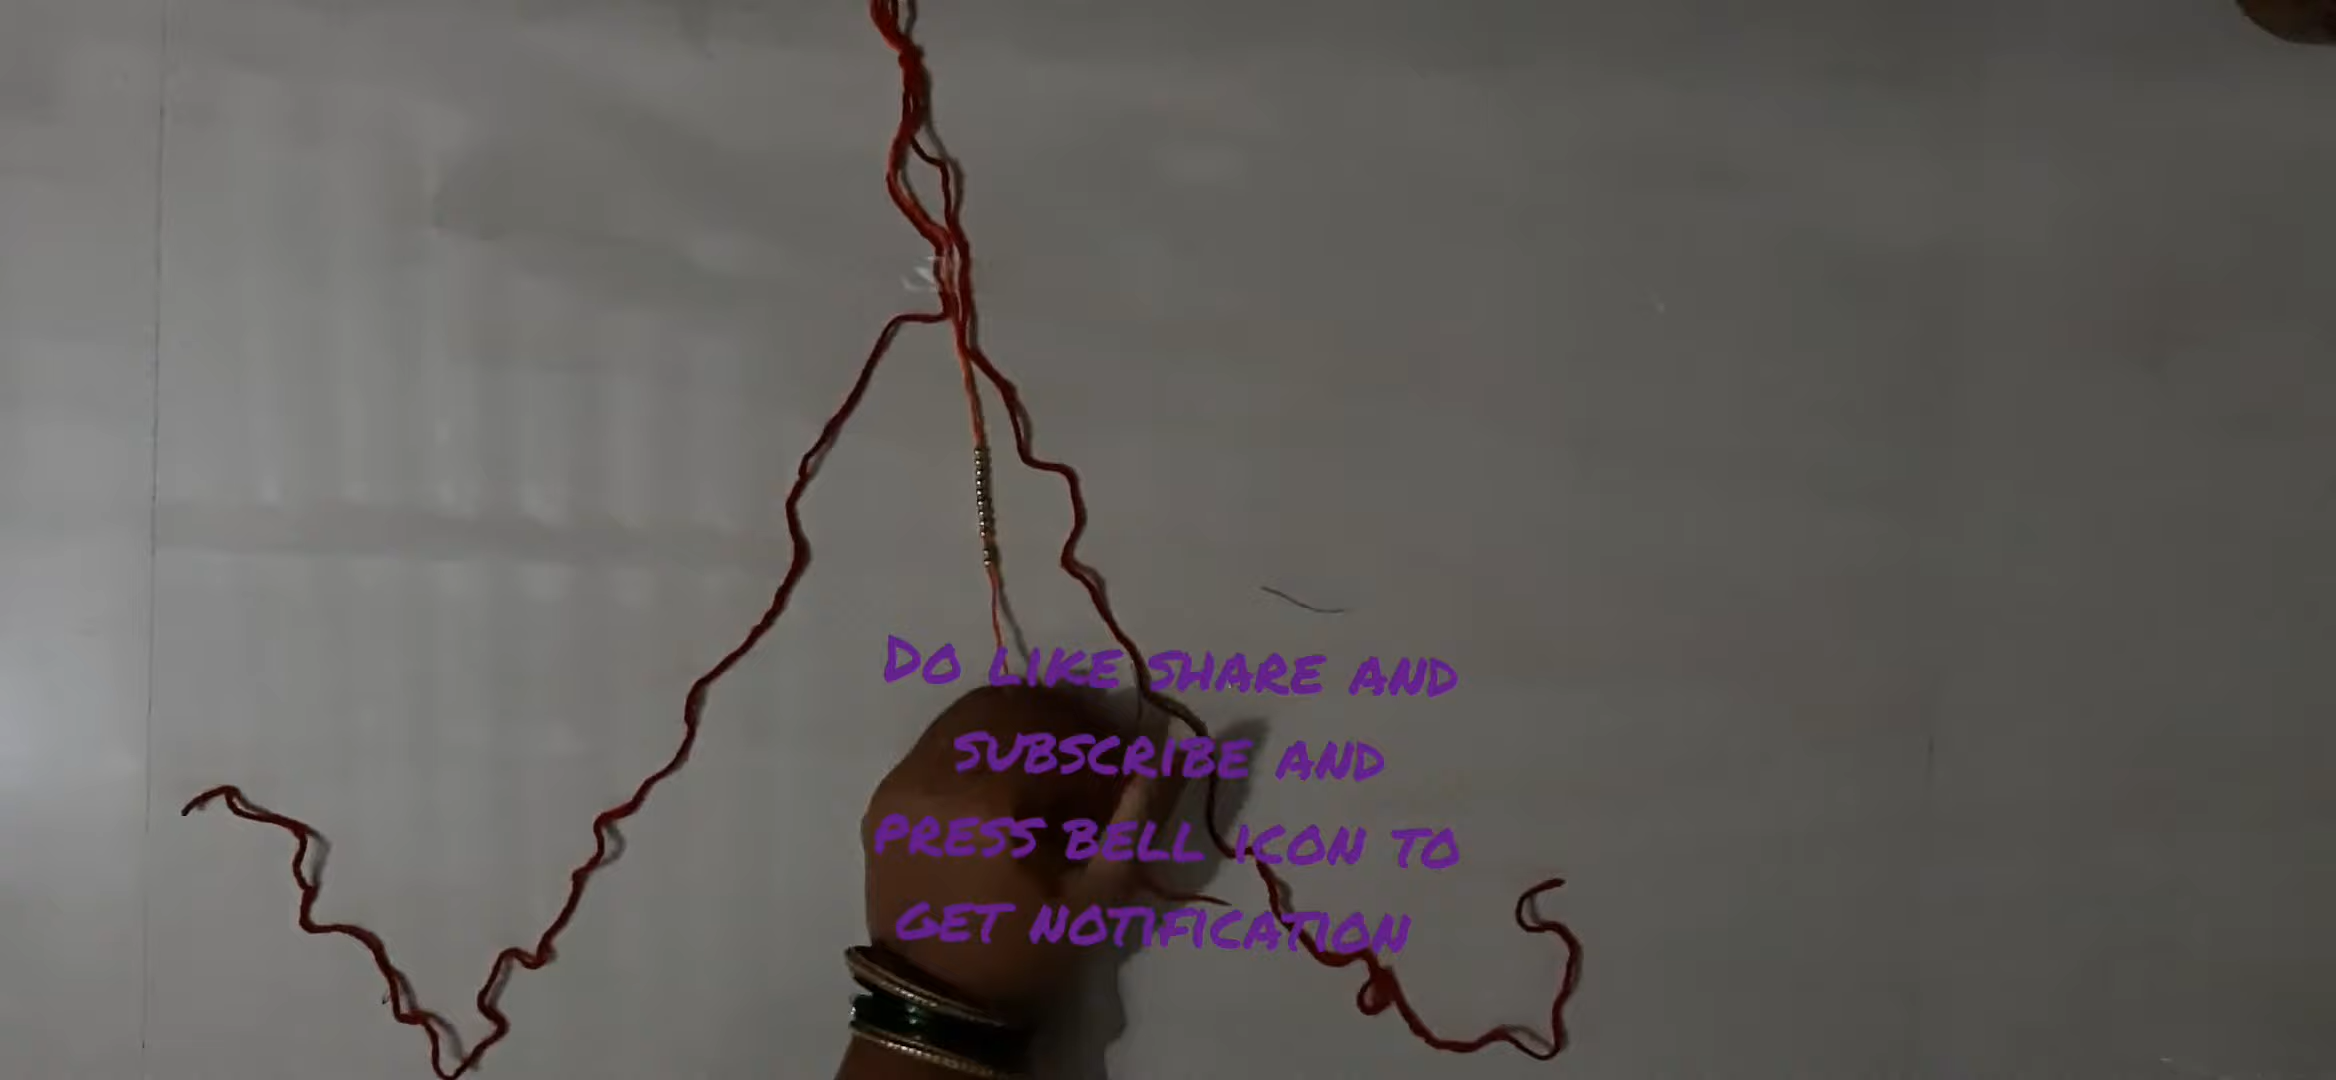 Do like share and
subscribe and
press bell icon to
get notification